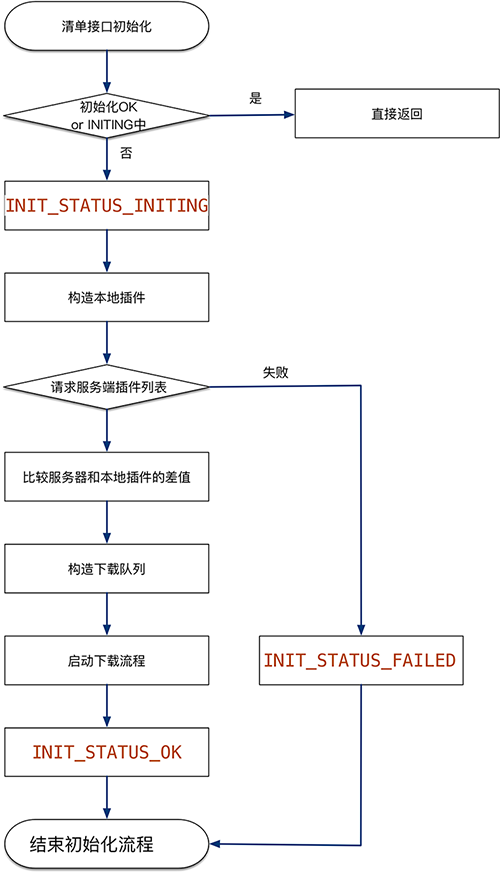 清单接口初始化
初始化OK
or INITING中
是
直接返回
否
INIT_STATUS_INITING
构造本地插件
请求服务端插件列表
失败
比较服务器和本地插件的差值
构造下载队列
启动下载流程
INIT_STATUS_FAILED
INIT_STATUS_OK
结束初始化流程